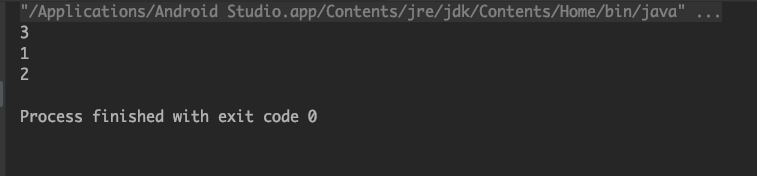 "/Applications/Android Studio.app/Contents/jre/jdk/Contents/Home/bin/java" ...
3
1
2
Process finished with exit code 0